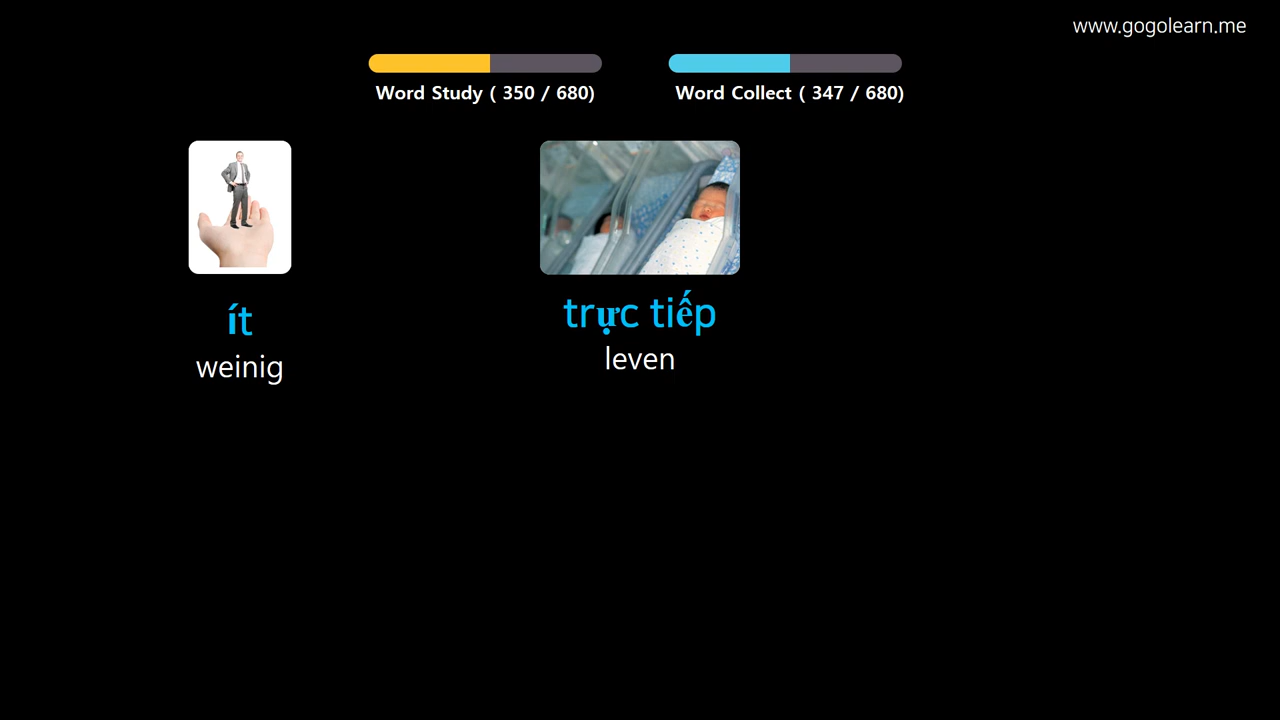 www.gogolearn.me
Word Study ( 350 / 680)
Word Collect ( 347 / 680)
ít
weinig
trực tiếp
leven